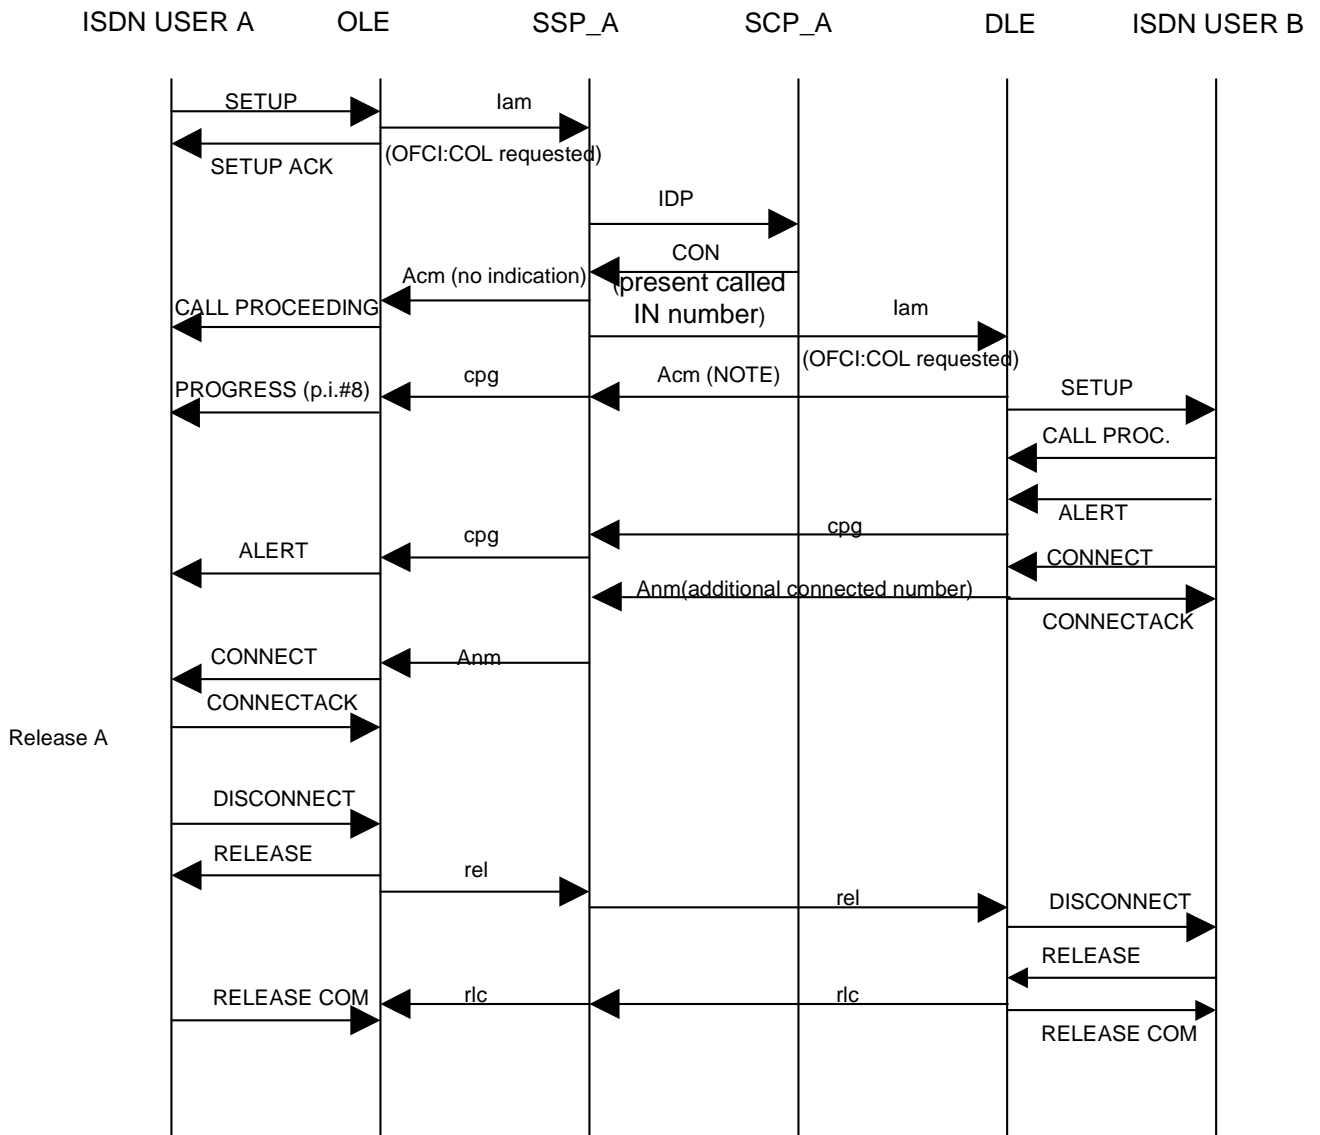 ISDN USER A OLE SSP_A SCP_A DLE ISDN USER B
SETUP Iam
SETUP ACK (OFCI:COL requested)
IDP
CON
Acm (no indication) (present called
CALL PROCEEDING IN number) Iam
(OFCI:COL requested)
PROGRESS (p.i.#8) cpg Acm (NOTE) SETUP
CALL PROC.
ALERT
cpg cpg
ALERT CONNECT
Anm(additional connected number)
CONNECTACK
CONNECT Anm
CONNECTACK
Release A
DISCONNECT
RELEASE rel
rel DISCONNECT
RELEASE
RELEASE COM rlc rlc
RELEASE COM